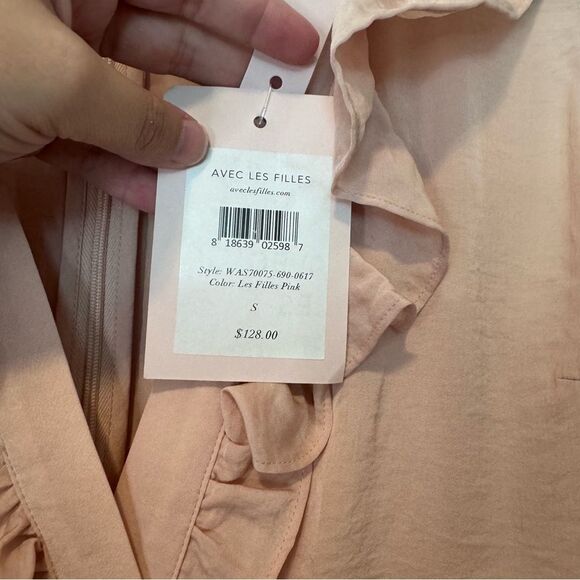 AVEC LES FILLES
aveclesfilles.com
8 18639 02598 7
Style: WAS70075-690-0617
Color: Les Filles Pink
S
$128.00